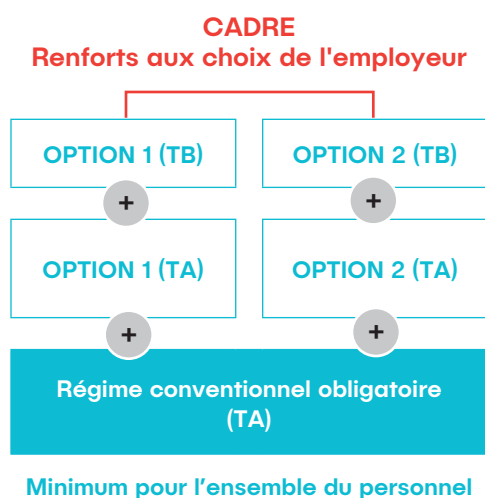 CADRE
Renforts aux choix de l'employeur
OPTION 1 (TB)
OPTION 2 (TB)
+
+
OPTION 1 (TA)
OPTION 2 (TA)
+
+
Régime conventionnel obligatoire
(TA)
Minimum pour l’ensemble du personnel